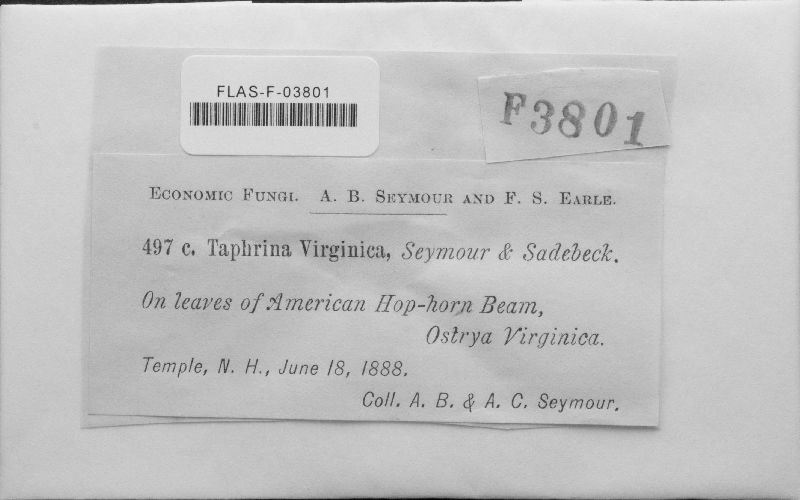 FLAS-F-03801
F3801
Economic Fungi. A. B. Seymour and F. S. Earle.
497 c. Taphrina Virginica, Seymour & Sadebeck.
On leaves of American Hop-horn Beam,
Ostrya Virginica.
Temple, N. H., June 18, 1888.
Coll. A. B. & A. C. Seymour.